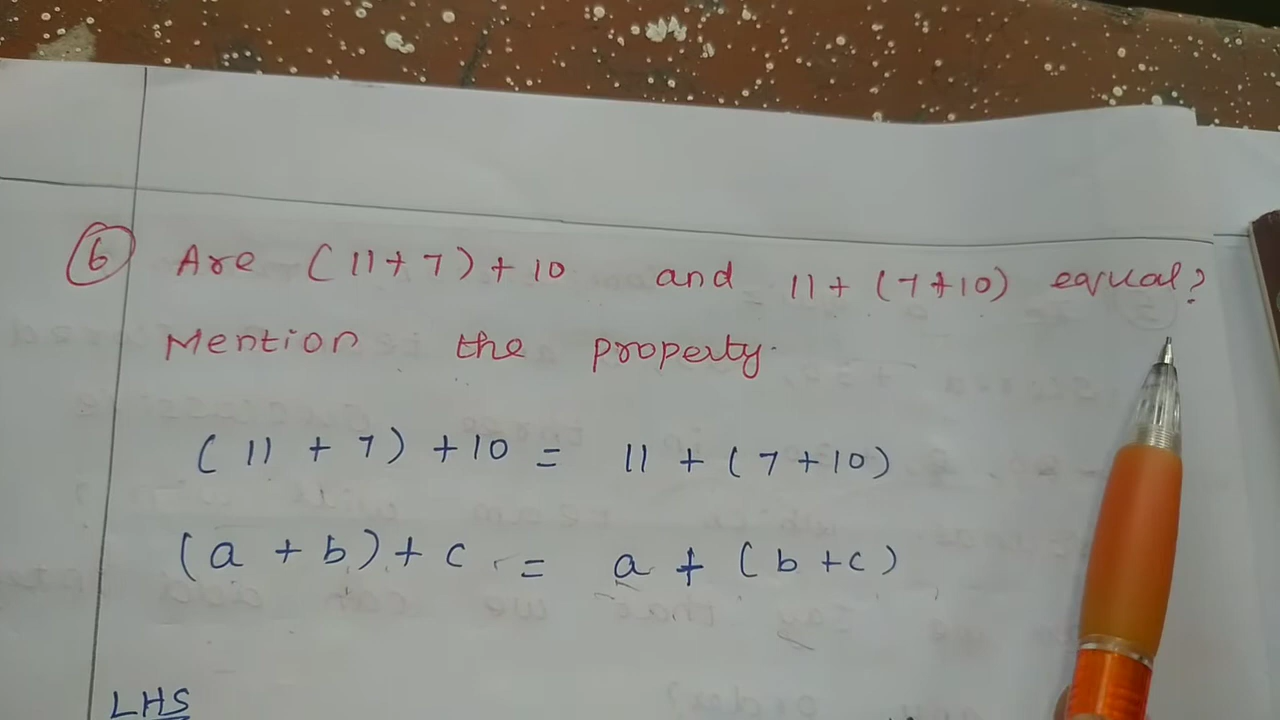 6 Are (11+7)+10 and 11+(7+10) equal?
Mention the property.
(11+7)+10 = 11+(7+10)
(a+b)+c = a+(b+c)
LHS